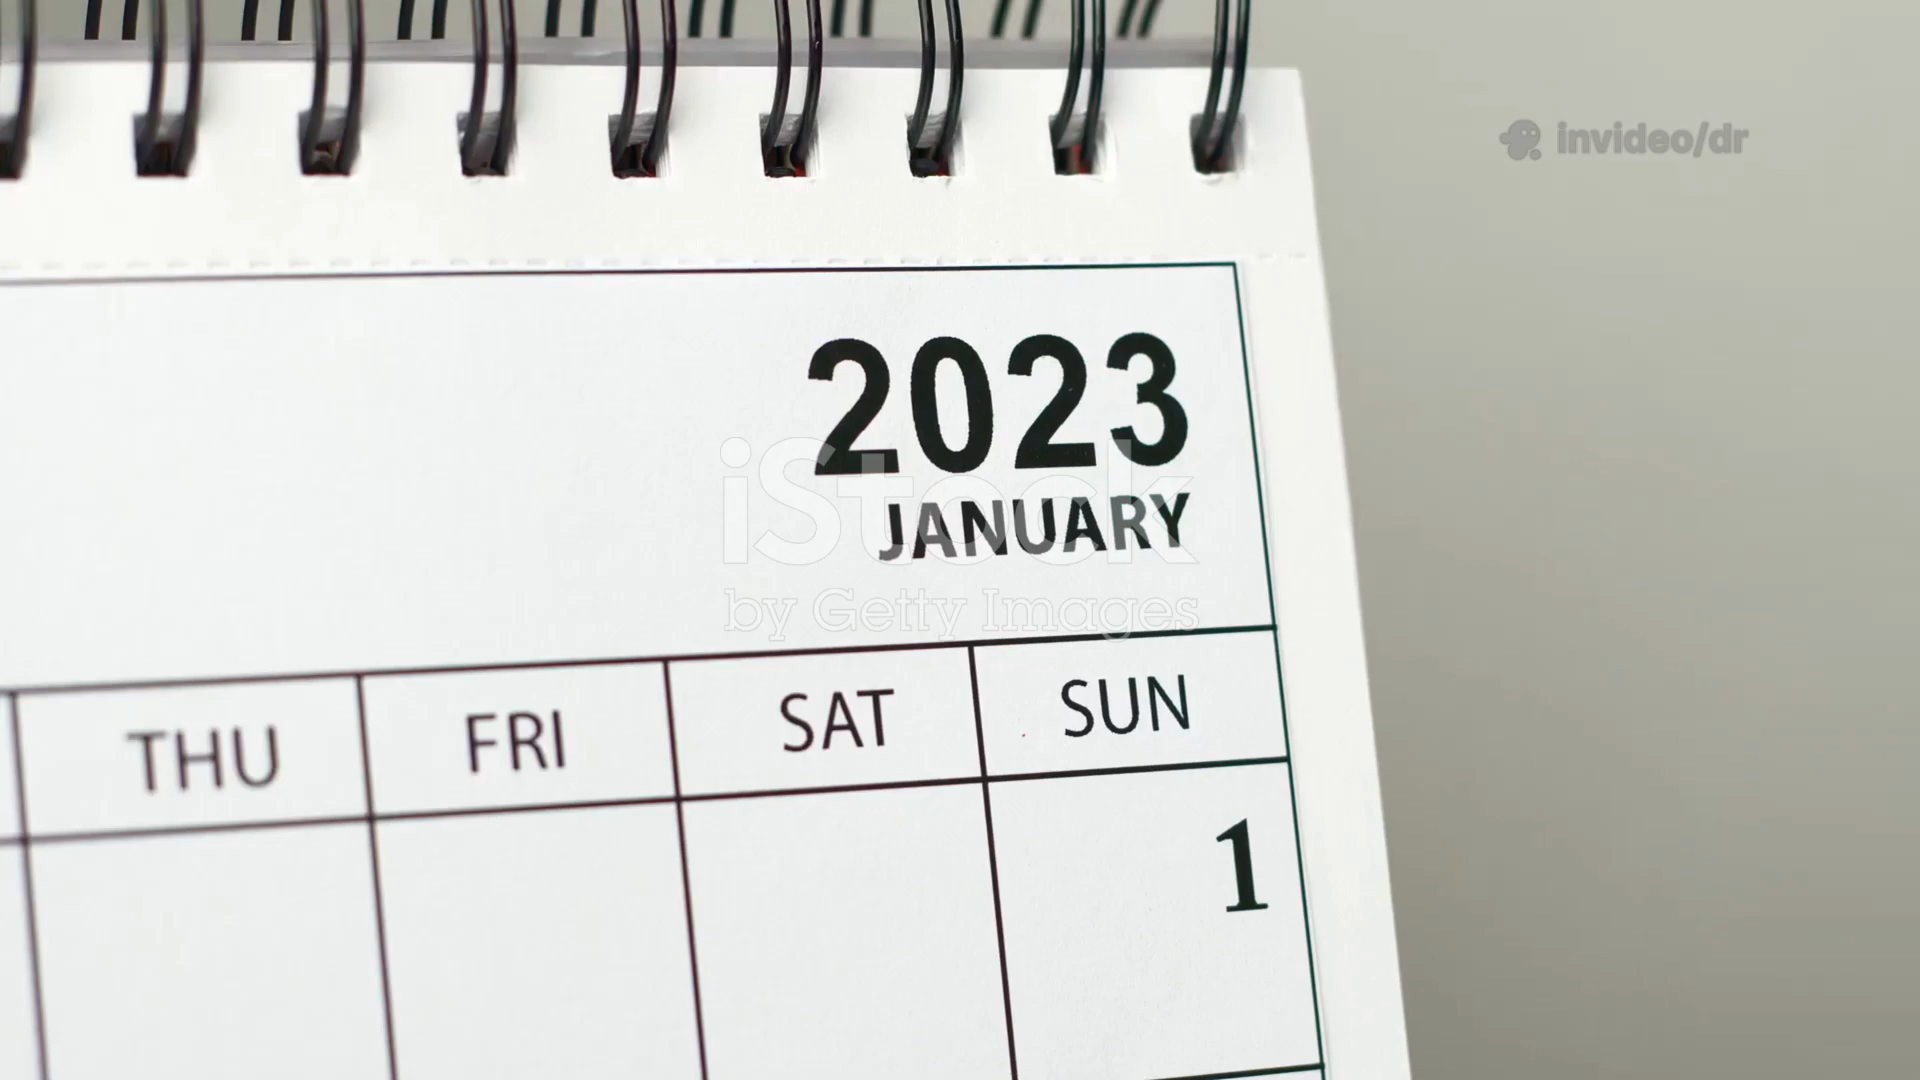 invideo/dr
2023
JANUARY
iStock
by Getty Images
THU FRI SAT SUN
1